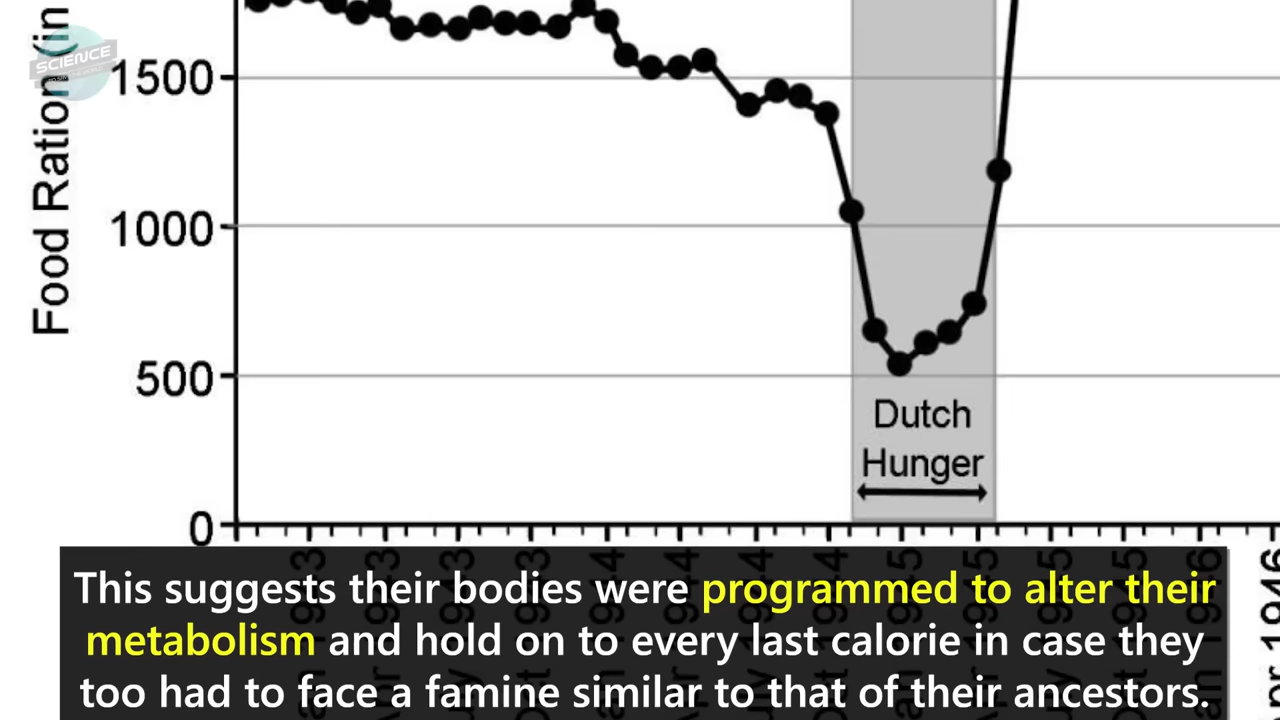 Food Ration (in
SCIENCE
1500
1000
500
0
Dutch
Hunger
1946
This suggests their bodies were programmed to alter their
metabolism and hold on to every last calorie in case they
too had to face a famine similar to that of their ancestors.